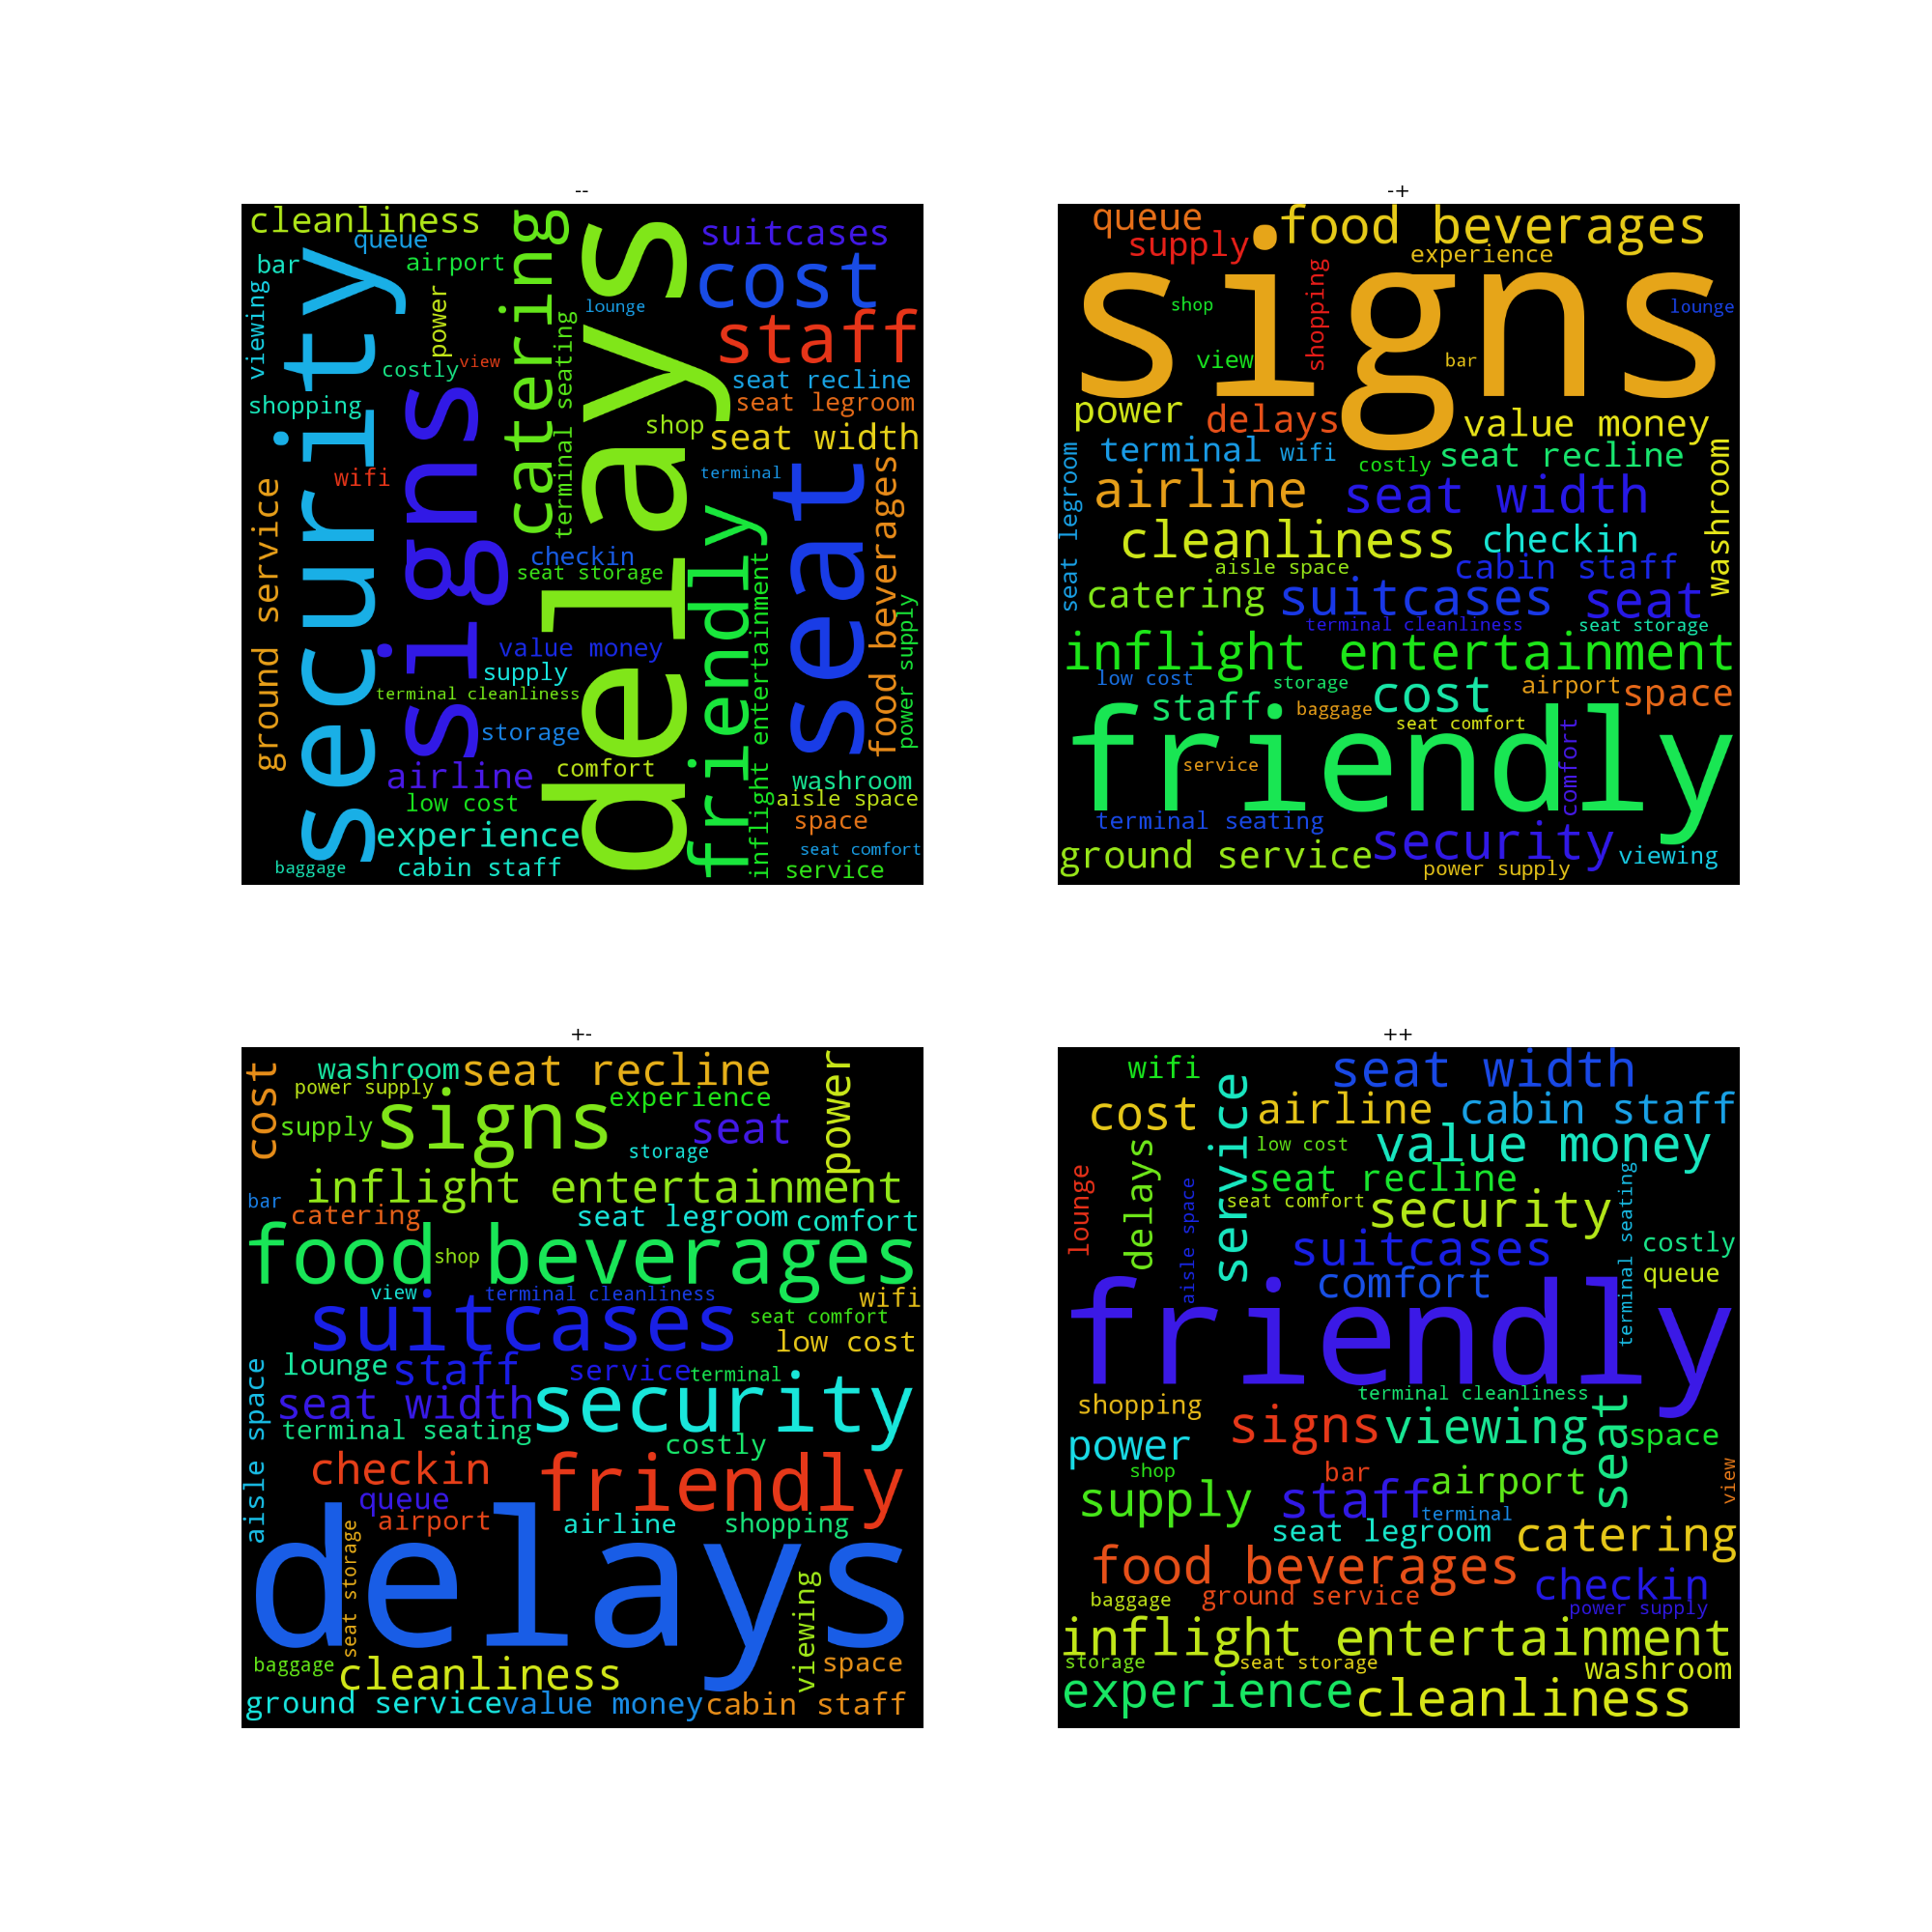 --
cleanliness
queue
bar
airport
viewing
power
costly
view
shopping
security
signs
wifi
ground service
catering
terminal seating
delays
lounge
suitcases
cost
staff
seat recline
seat legroom
shop
seat width
terminal
seat
food beverages
friendly
inflight entertainment
power supply
checkin
seat storage
value money
supply
terminal cleanliness
storage
airline
comfort
low cost
experience
cabin staff
baggage
washroom
aisle space
space
seat comfort
service
-+
queue
food beverages
supply
experience
signs
shop
shopping
lounge
view
bar
power
delays
value money
terminal
wifi
costly
seat recline
seat legroom
airline
seat width
washroom
cleanliness
checkin
aisle space
cabin staff
catering
suitcases
seat
terminal cleanliness
seat storage
inflight entertainment
low cost
storage
cost
airline
airport
space
staff
baggage
seat comfort
friendly
service
comfort
terminal seating
security
ground service
viewing
power supply
+-
cost
washroom
seat recline
power
power supply
experience
supply
signs
seat
storage
inflight entertainment
bar
catering
seat legroom
comfort
food beverages
shop
view
terminal cleanliness
wifi
suitcases
seat comfort
low cost
lounge
staff
service
terminal
aisle space
seat width
security
terminal seating
costly
checkin
friendly
queue
airport
airline
shopping
delays
seat storage
viewing
baggage
cleanliness
space
ground service
value money
cabin staff
++
wifi
seat width
service
cost
airline
cabin staff
delays
low cost
value money
lounge
seat recline
terminal seating
aisle space
seat comfort
security
suitcases
costly
comfort
queue
friendly
terminal cleanliness
shopping
signs
viewing
seat
space
power
shop
bar
airport
view
supply
staff
terminal
seat legroom
catering
food beverages
checkin
baggage
ground service
power supply
inflight entertainment
storage
seat storage
washroom
experience
cleanliness